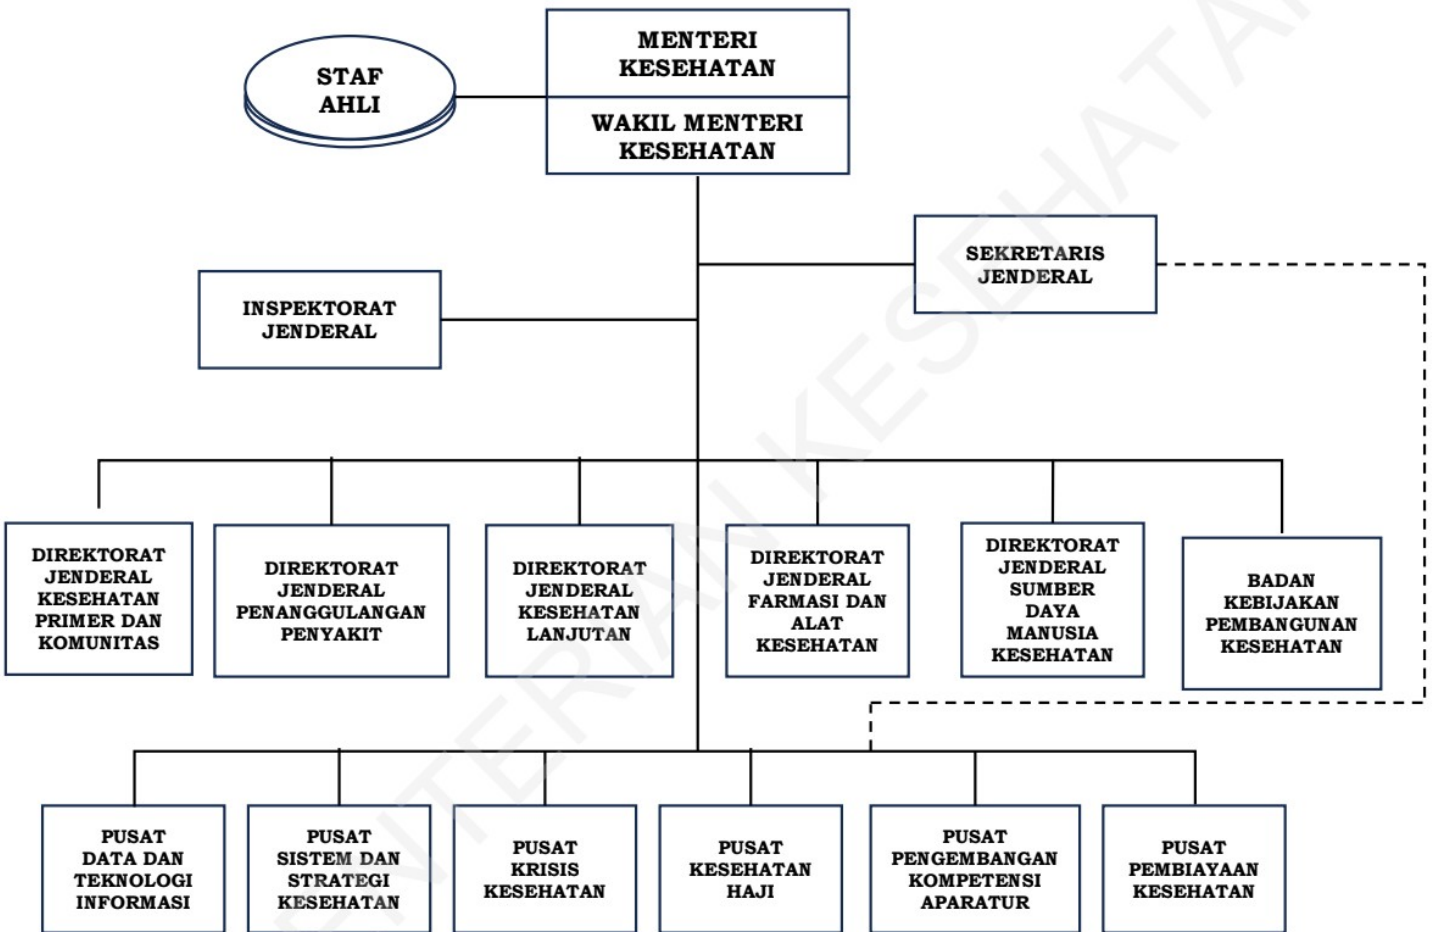 MENTERI
KESEHATAN
STAF
AHLI
WAKIL MENTERI
KESEHATAN
SEKRETARIS
JENDERAL
INSPEKTORAT
JENDERAL
DIREKTORAT
JENDERAL
KESEHATAN
PRIMER DAN
KOMUNITAS
DIREKTORAT
JENDERAL
PENANGGULANGAN
PENYAKIT
DIREKTORAT
JENDERAL
KESEHATAN
LANJUTAN
DIREKTORAT
JENDERAL
FARMASI DAN
ALAT
KESEHATAN
DIREKTORAT
JENDERAL
SUMBER
DAYA
MANUSIA
KESEHATAN
BADAN
KEBIJAKAN
PEMBANGUNAN
KESEHATAN
PUSAT
DATA DAN
TEKNOLOGI
INFORMASI
PUSAT
SISTEM DAN
STRATEGI
KESEHATAN
PUSAT
KRISIS
KESEHATAN
PUSAT
KESEHATAN
HAJI
PUSAT
PENGEMBANGAN
KOMPETENSI
APARATUR
PUSAT
PEMBIAYAAN
KESEHATAN
ENTERIAN KESEHATAN